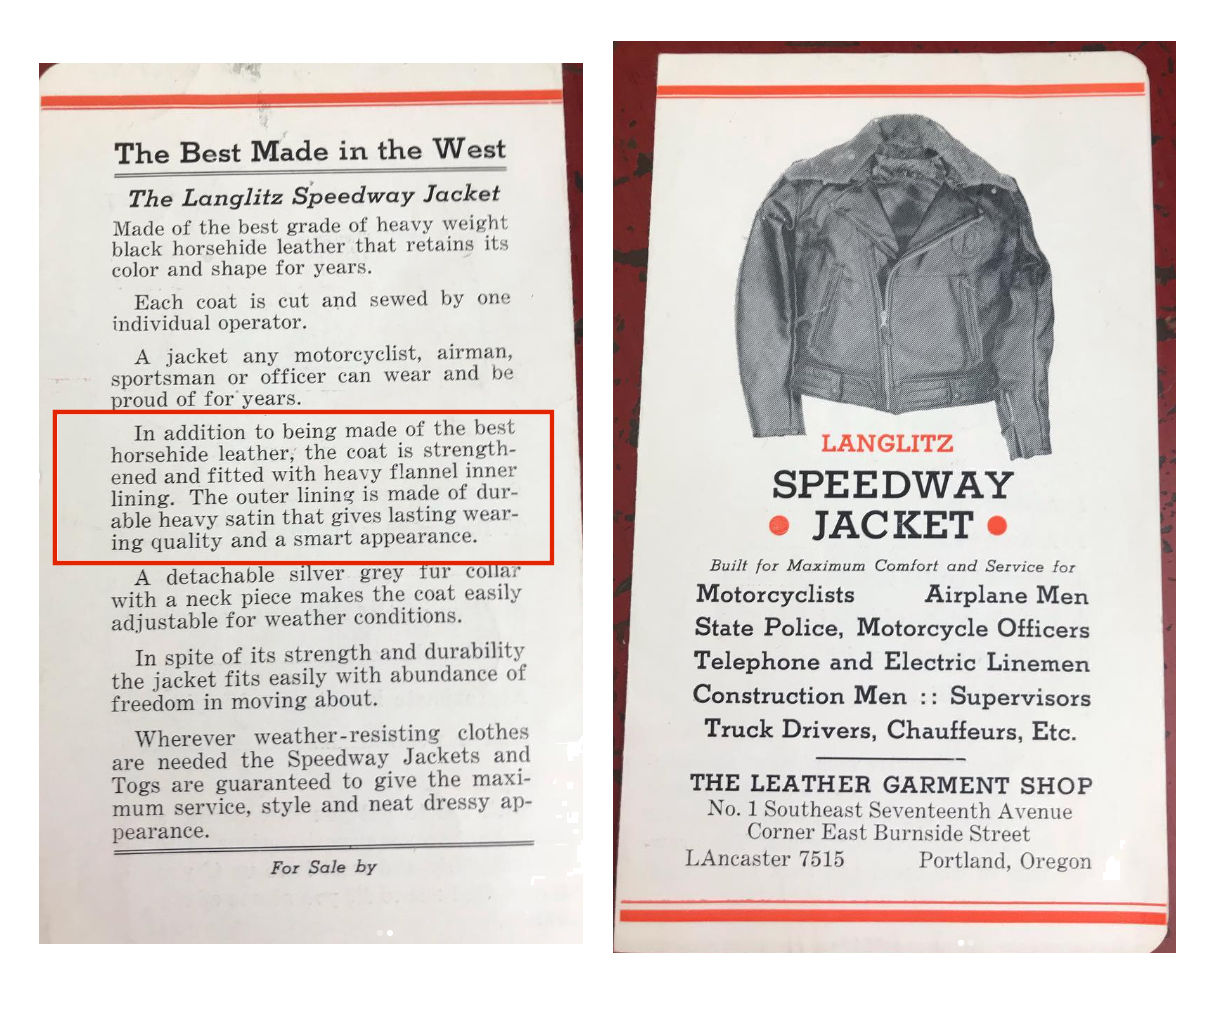 The Best Made in the West
The Langlitz Speedway Jacket
Made of the best grade of heavy weight
black horsehide leather that retains its
color and shape for years.
Each coat is cut and sewed by one
individual operator.
A jacket any motorcyclist, airman,
sportsman or officer can wear and be
proud of for years.
In addition to being made of the best
horsehide leather, the coat is strength-
ened and fitted with heavy flannel inner
lining. The outer lining is made of dur-
able heavy satin that gives lasting wear-
ing quality and a smart appearance.
A detachable silver grey fur collar
with a neck piece makes the coat easily
adjustable for weather conditions.
In spite of its strength and durability
the jacket fits easily with abundance of
freedom in moving about.
Wherever weather-resisting clothes
are needed the Speedway Jackets and
Togs are guaranteed to give the maxi-
mum service, style and neat dressy ap-
pearance.
For Sale by
LANGLITZ
SPEEDWAY
JACKET
Built for Maximum Comfort and Service for
Motorcyclists Airplane Men
State Police, Motorcycle Officers
Telephone and Electric Linemen
Construction Men :: Supervisors
Truck Drivers, Chauffeurs, Etc.
THE LEATHER GARMENT SHOP
No. 1 Southeast Seventeenth Avenue
Corner East Burnside Street
LAncaster 7515 Portland, Oregon